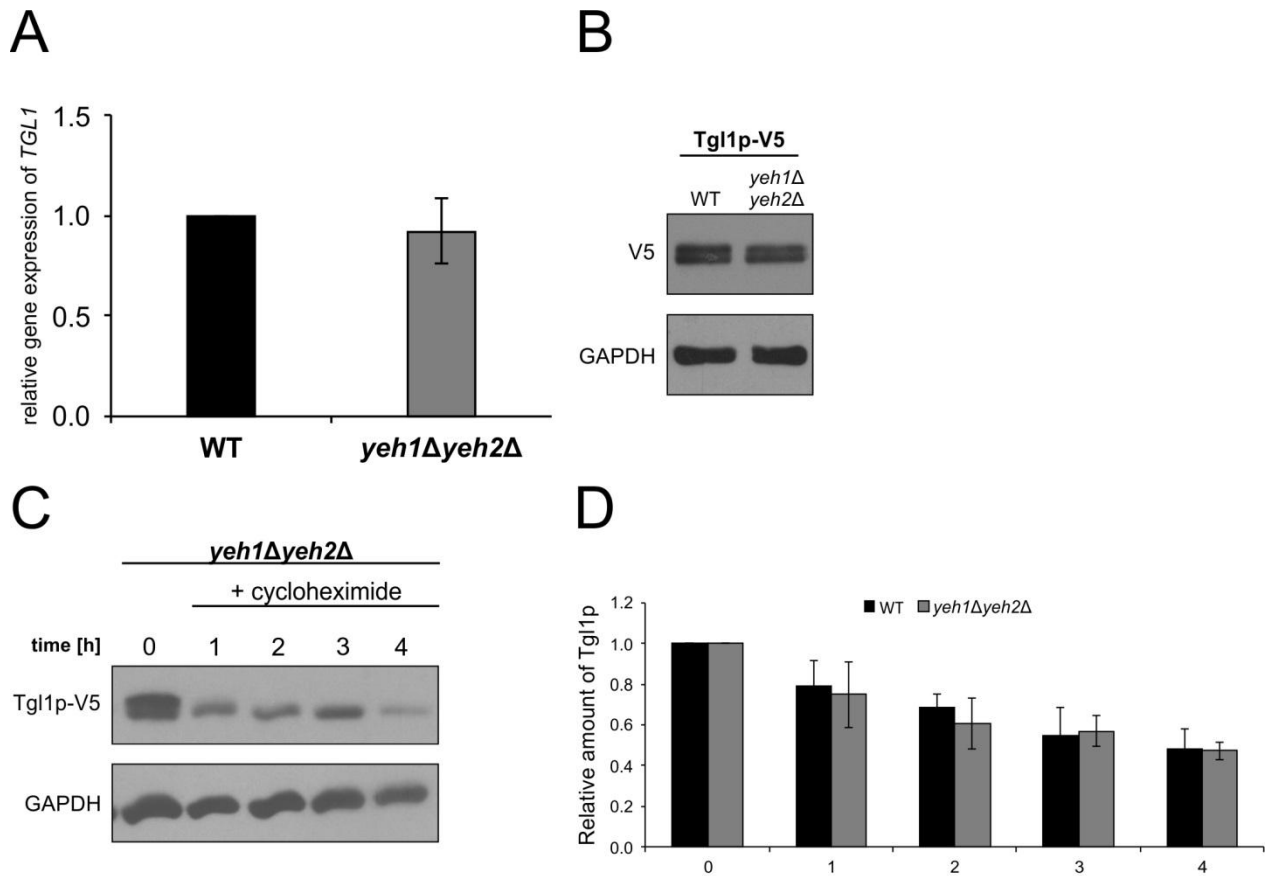 A
relative gene expression of TGL1
1.5
1.0
0.5
0.0
WT
yeh1Δyeh2Δ
B
Tgl1p-V5
WT
yeh1Δ
yeh2Δ
V5
GAPDH
C
yeh1Δyeh2Δ
+ cycloheximide
time [h] 0 1 2 3 4
Tgl1p-V5
GAPDH
D
Relative amount of Tgl1p
WT yeh1Δyeh2Δ
1.2
1.0
0.8
0.6
0.4
0.2
0.0
0 1 2 3 4